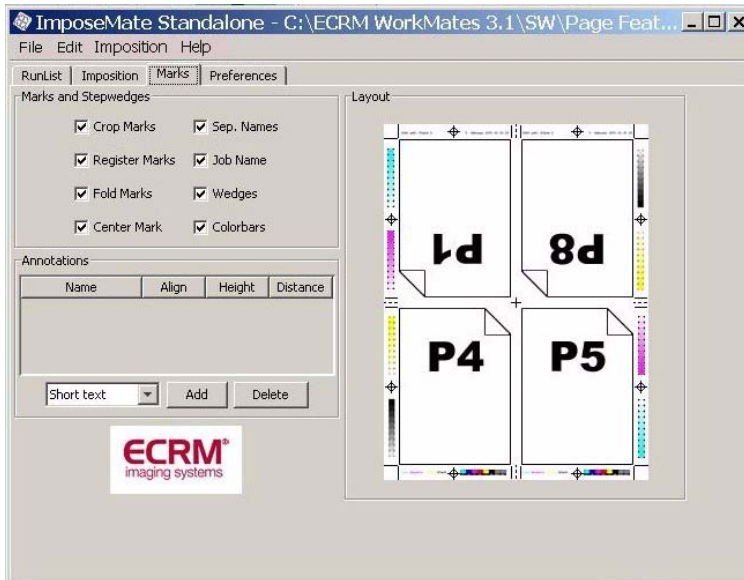 ImposeMate Standalone - C:\ECRM WorkMates 3.1\SW\Page Feat...
File Edit Imposition Help
RunList Imposition Marks Preferences
Marks and Stepwedges
Crop Marks Sep. Names
Register Marks Job Name
Fold Marks Wedges
Center Mark Colorbars
Annotations
Name Align Height Distance
Short text Add Delete
ECRM®
imaging systems
Layout
P1 P8
P4 P5